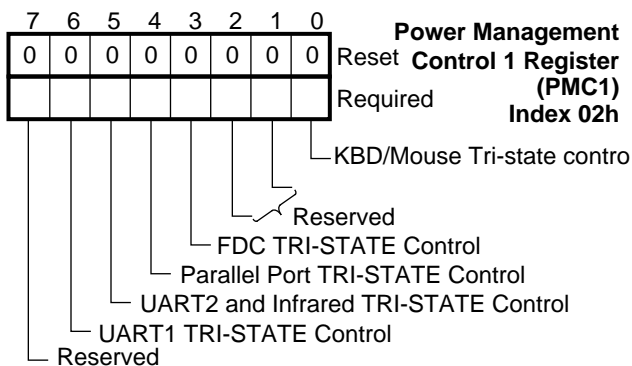 7 6 5 4 3 2 1 0
Power Management
Control 1 Register
(PMC1)
Index 02h
0 0 0 0 0 0 0 0 Reset
Required
KBD/Mouse Tri-state contro
Reserved
FDC TRI-STATE Control
Parallel Port TRI-STATE Control
UART2 and Infrared TRI-STATE Control
UART1 TRI-STATE Control
Reserved